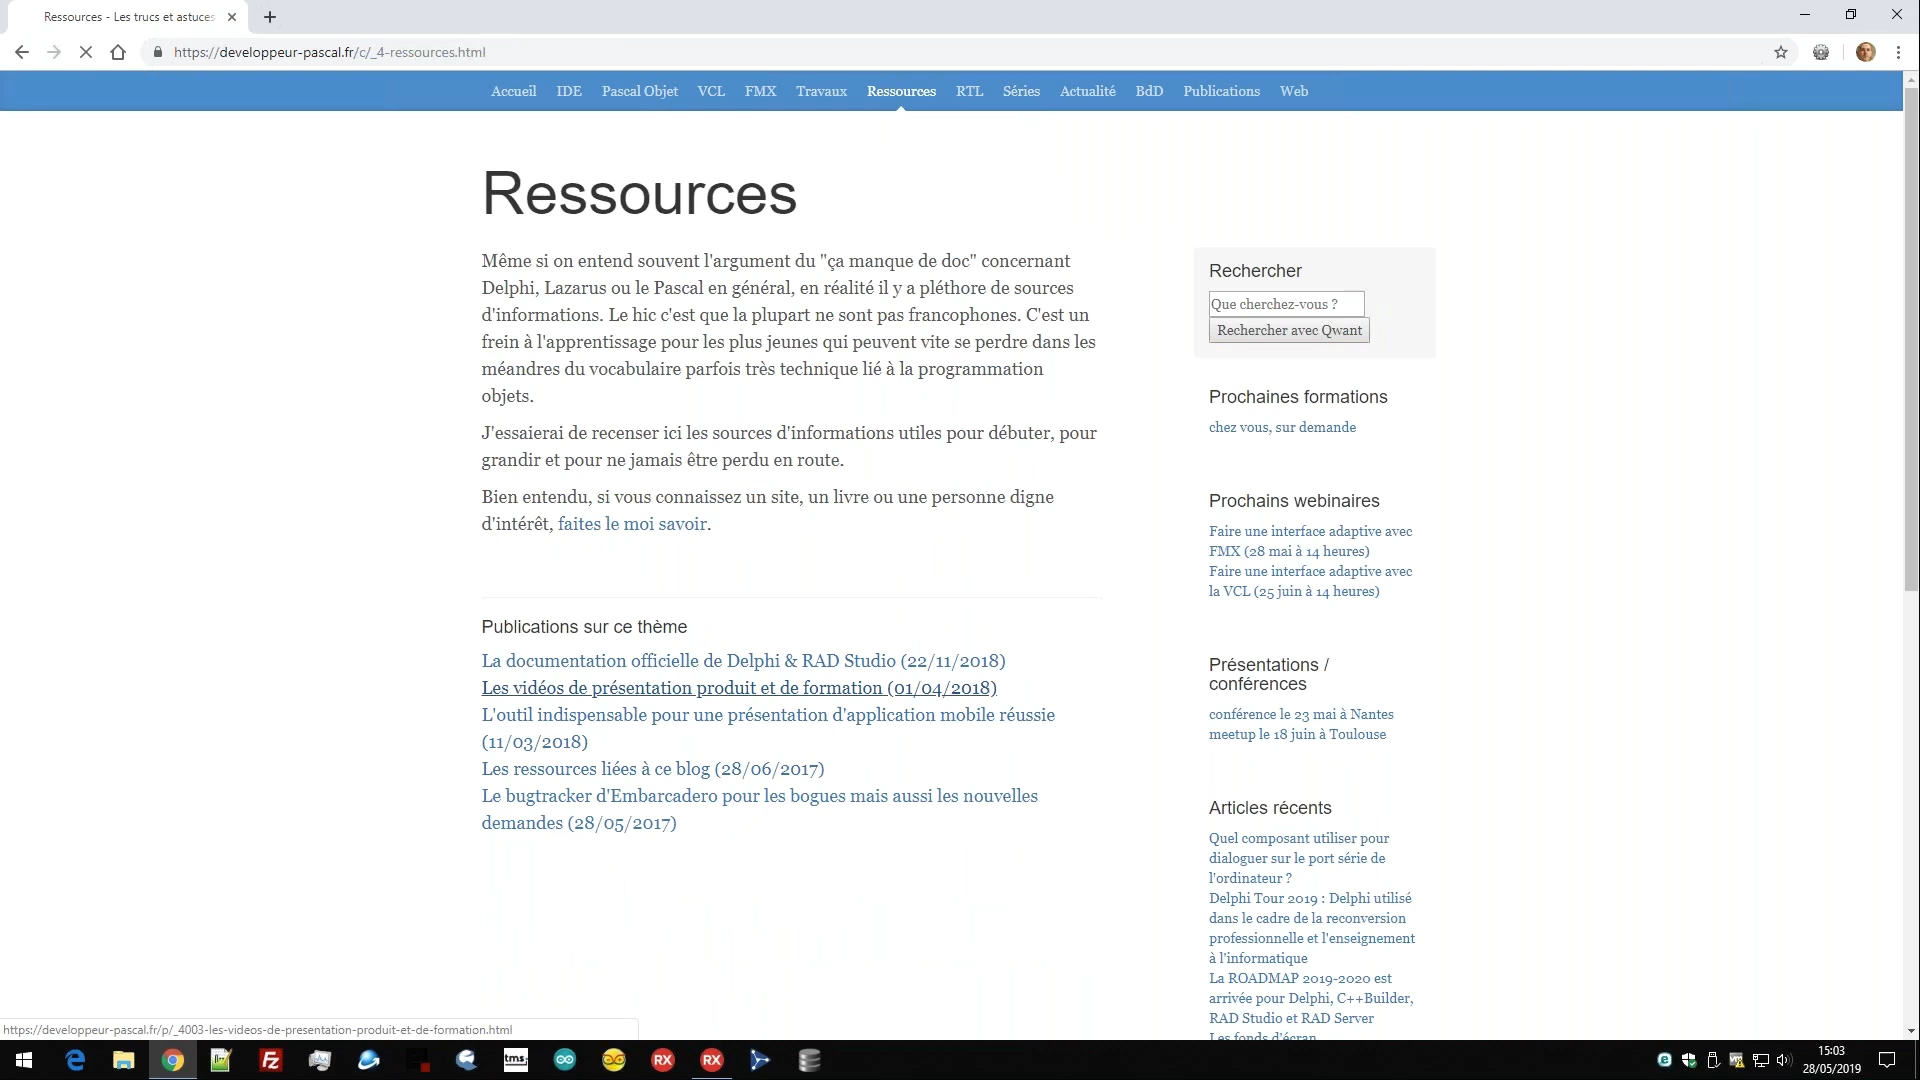 Ressources - Les trucs et astuces
https://developpeur-pascal.fr/c/_4-ressources.html
Accueil IDE Pascal Objet VCL FMX Travaux Ressources RTL Séries Actualité BdD Publications Web
Ressources
Même si on entend souvent l'argument du "ça manque de doc" concernant
Delphi, Lazarus ou le Pascal en général, en réalité il y a pléthore de sources
d'informations. Le hic c'est que la plupart ne sont pas francophones. C'est un
frein à l'apprentissage pour les plus jeunes qui peuvent vite se perdre dans les
méandres du vocabulaire parfois très technique lié à la programmation
objets.
J'essaierai de recenser ici les sources d'informations utiles pour débuter, pour
grandir et pour ne jamais être perdu en route.
Bien entendu, si vous connaissez un site, un livre ou une personne digne
d'intérêt, faites le moi savoir.
Publications sur ce thème
La documentation officielle de Delphi & RAD Studio (22/11/2018)
Les vidéos de présentation produit et de formation (01/04/2018)
L'outil indispensable pour une présentation d'application mobile réussie
(11/03/2018)
Les ressources liées à ce blog (28/06/2017)
Le bugtracker d'Embarcadero pour les bogues mais aussi les nouvelles
demandes (28/05/2017)
Rechercher
Que cherchez-vous ?
Rechercher avec Qwant
Prochaines formations
chez vous, sur demande
Prochains webinaires
Faire une interface adaptive avec
FMX (28 mai à 14 heures)
Faire une interface adaptive avec
la VCL (25 juin à 14 heures)
Présentations /
conférences
conférence le 23 mai à Nantes
meetup le 18 juin à Toulouse
Articles récents
Quel composant utiliser pour
dialoguer sur le port série de
l'ordinateur ?
Delphi Tour 2019 : Delphi utilisé
dans le cadre de la reconversion
professionnelle et l'enseignement
à l'informatique
La ROADMAP 2019-2020 est
arrivée pour Delphi, C++Builder,
RAD Studio et RAD Server
Les fonds d'écran
https://developpeur-pascal.fr/p/_4003-les-videos-de-presentation-produit-et-de-formation.html
tms
RX
RX
15:03
28/05/2019